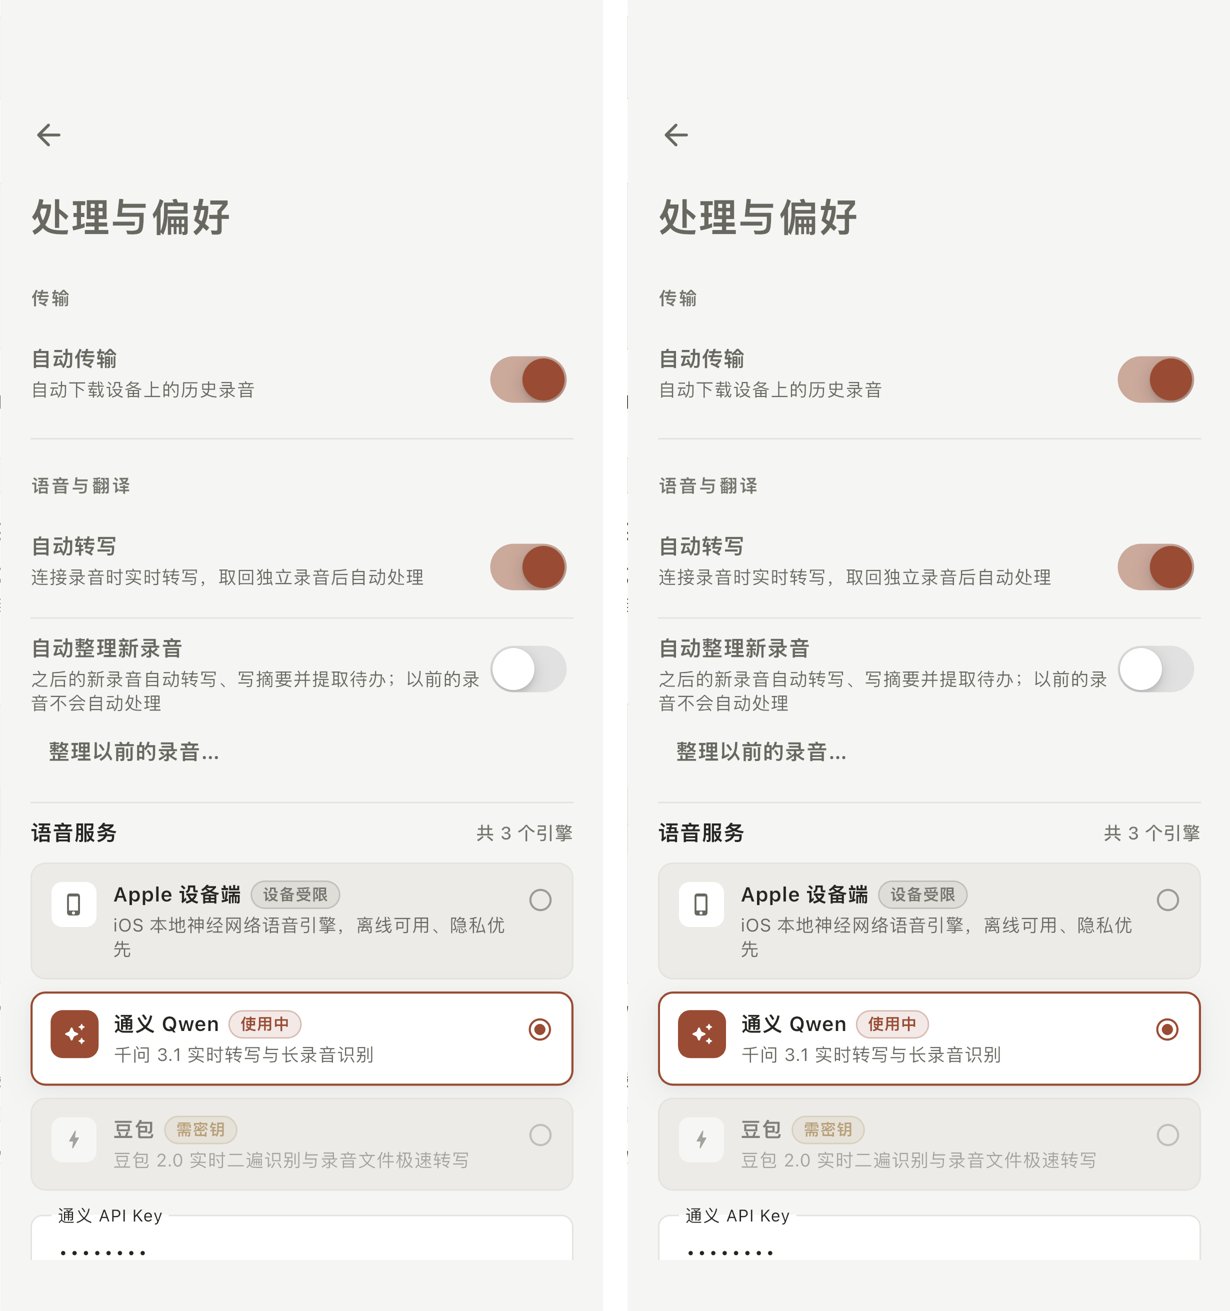 处理与偏好
传输
自动传输
自动下载设备上的历史录音
语音与翻译
自动转写
连接录音时实时转写，取回独立录音后自动处理
自动整理新录音
之后的新录音自动转写、写摘要并提取待办；以前的录
音不会自动处理
整理以前的录音...
语音服务
共 3 个引擎
Apple 设备端 设备受限
iOS 本地神经网络语音引擎，离线可用、隐私优
先
通义 Qwen 使用中
千问 3.1 实时转写与长录音识别
豆包 需密钥
豆包 2.0 实时二遍识别与录音文件极速转写
通义 API Key
••••••••
处理与偏好
传输
自动传输
自动下载设备上的历史录音
语音与翻译
自动转写
连接录音时实时转写，取回独立录音后自动处理
自动整理新录音
之后的新录音自动转写、写摘要并提取待办；以前的录
音不会自动处理
整理以前的录音...
语音服务
共 3 个引擎
Apple 设备端 设备受限
iOS 本地神经网络语音引擎，离线可用、隐私优
先
通义 Qwen 使用中
千问 3.1 实时转写与长录音识别
豆包 需密钥
豆包 2.0 实时二遍识别与录音文件极速转写
通义 API Key
••••••••